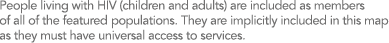 People living with HIV (children and adults) are included as members
of all of the featured populations. They are implicitly included in this map
as they must have universal access to services.